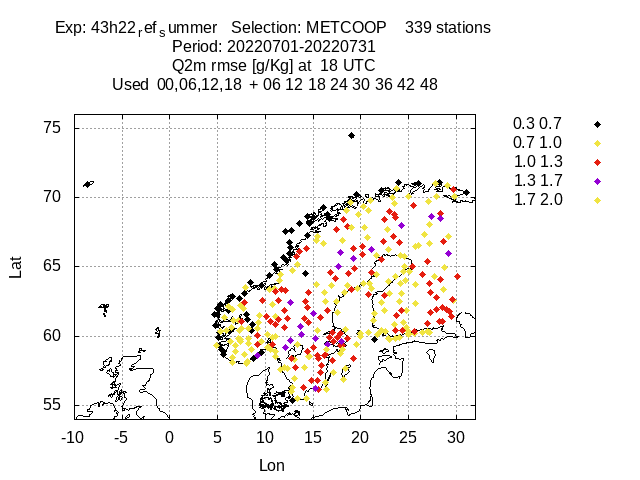 Exp: 43h22ref summer Selection: METCOOP 339 stations
Period: 20220701-20220731
Q2m rmse [g/Kg] at 18 UTC
Used 00,06,12,18 + 06 12 18 24 30 36 42 48
0.3 0.7
0.7 1.0
1.0 1.3
1.3 1.7
1.7 2.0
75
70
65
60
55
Lat
-10 -5 0 5 10 15 20 25 30
Lon